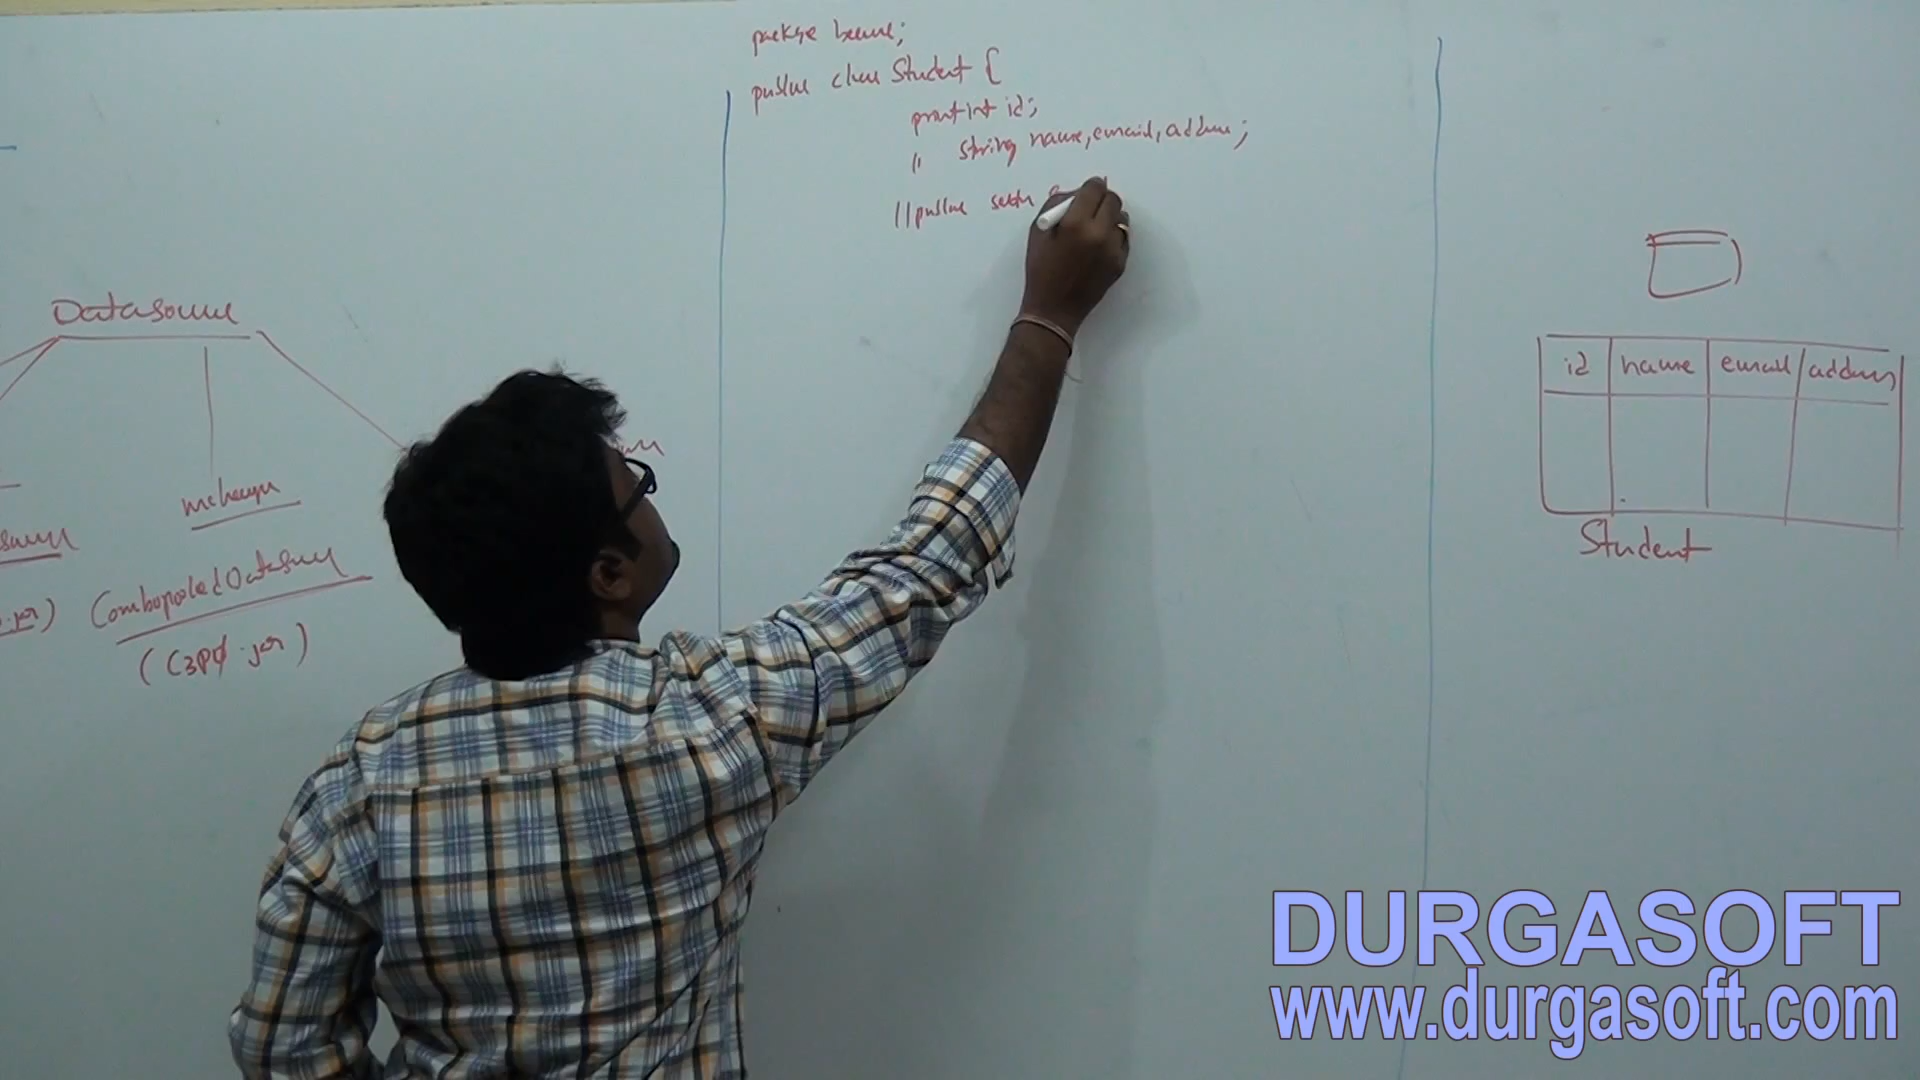 package beans;
public class Student {
private int id;
" String name, email, address;
//public setter
Datasource
mchange
ComboPooledDatasource
(C3P0.jar)
id name email address
Student
DURGASOFT
www.durgasoft.com